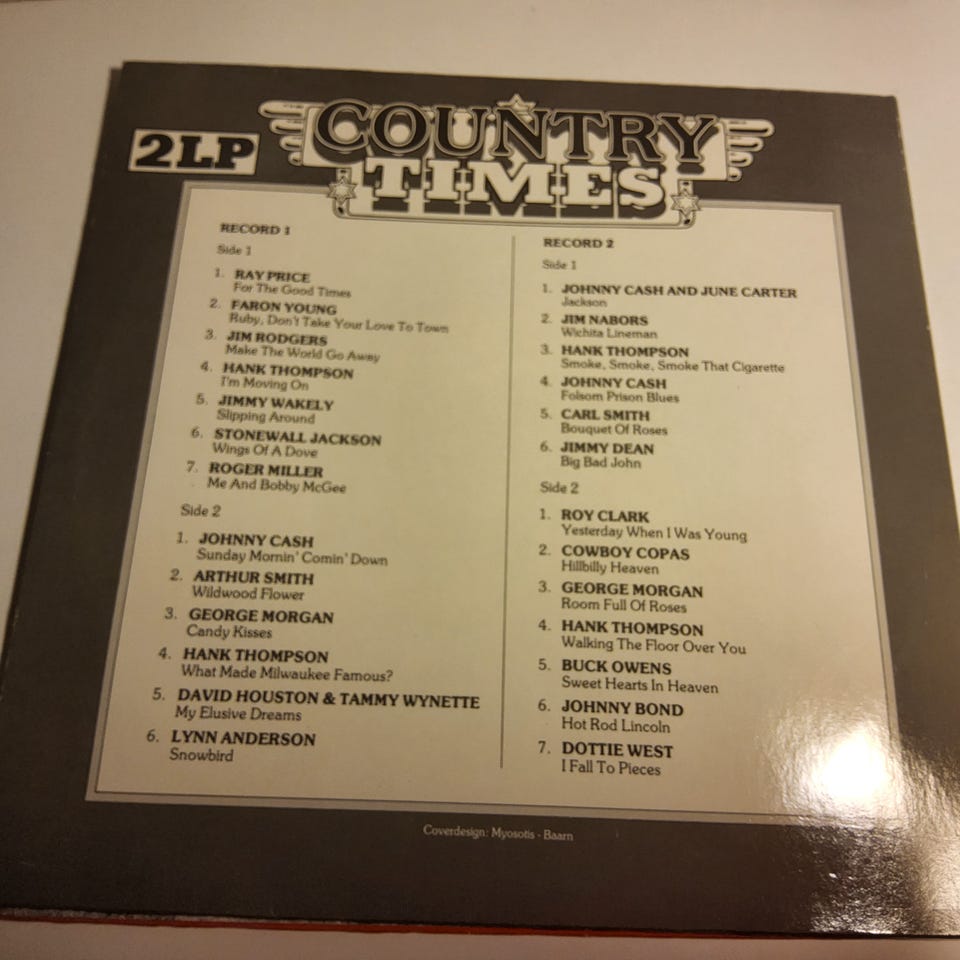 2LP
COUNTRY
TIMES
RECORD 1
Side 1
1. RAY PRICE
For The Good Times
2. FARON YOUNG
Ruby, Don't Take Your Love To Town
3. JIM RODGERS
Make The World Go Away
4. HANK THOMPSON
I'm Moving On
5. JIMMY WAKELY
Slipping Around
6. STONEWALL JACKSON
Wings Of A Dove
7. ROGER MILLER
Me And Bobby McGee
Side 2
1. JOHNNY CASH
Sunday Mornin' Comin' Down
2. ARTHUR SMITH
Wildwood Flower
3. GEORGE MORGAN
Candy Kisses
4. HANK THOMPSON
What Made Milwaukee Famous?
5. DAVID HOUSTON & TAMMY WYNETTE
My Elusive Dreams
6. LYNN ANDERSON
Snowbird
RECORD 2
Side 1
1. JOHNNY CASH AND JUNE CARTER
Jackson
2. JIM NABORS
Wichita Lineman
3. HANK THOMPSON
Smoke, Smoke, Smoke That Cigarette
4. JOHNNY CASH
Folsom Prison Blues
5. CARL SMITH
Bouquet Of Roses
6. JIMMY DEAN
Big Bad John
Side 2
1. ROY CLARK
Yesterday When I Was Young
2. COWBOY COPAS
Hillbilly Heaven
3. GEORGE MORGAN
Room Full Of Roses
4. HANK THOMPSON
Walking The Floor Over You
5. BUCK OWENS
Sweet Hearts In Heaven
6. JOHNNY BOND
Hot Rod Lincoln
7. DOTTIE WEST
I Fall To Pieces
Coverdesign: Myosotis - Baarn